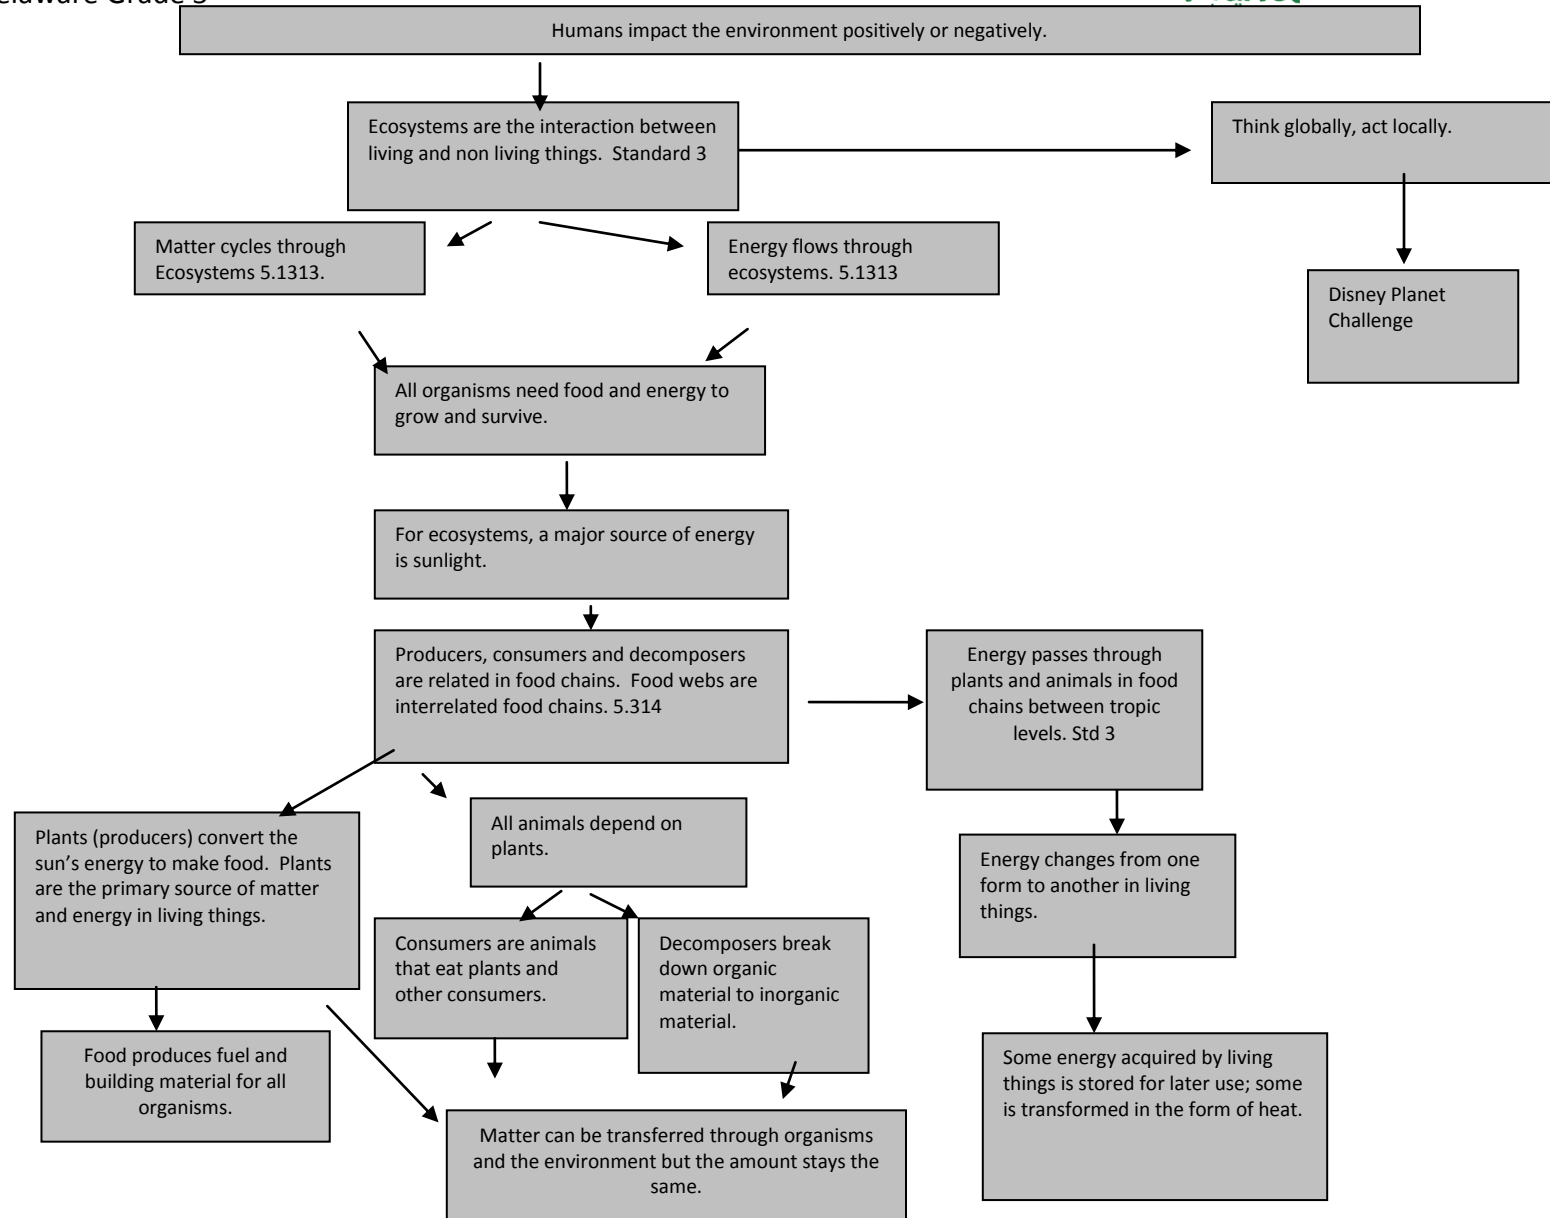 Delaware Grade 5
Humans impact the environment positively or negatively.
Ecosystems are the interaction between
living and non living things.  Standard 3
Think globally, act locally.
Matter cycles through
Ecosystems 5.1313.
Energy flows through
ecosystems. 5.1313
Disney Planet
Challenge
All organisms need food and energy to
grow and survive.
For ecosystems, a major source of energy
is sunlight.
Producers, consumers and decomposers
are related in food chains.  Food webs are
interrelated food chains. 5.314
Energy passes through
plants and animals in food
chains between tropic
levels. Std 3
Plants (producers) convert the
sun’s energy to make food.  Plants
are the primary source of matter
and energy in living things.
All animals depend on
plants.
Energy changes from one
form to another in living
things.
Consumers are animals
that eat plants and
other consumers.
Decomposers break
down organic
material to inorganic
material.
Food produces fuel and
building material for all
organisms.
Some energy acquired by living
things is stored for later use; some
is transformed in the form of heat.
Matter can be transferred through organisms
and the environment but the amount stays the
same.